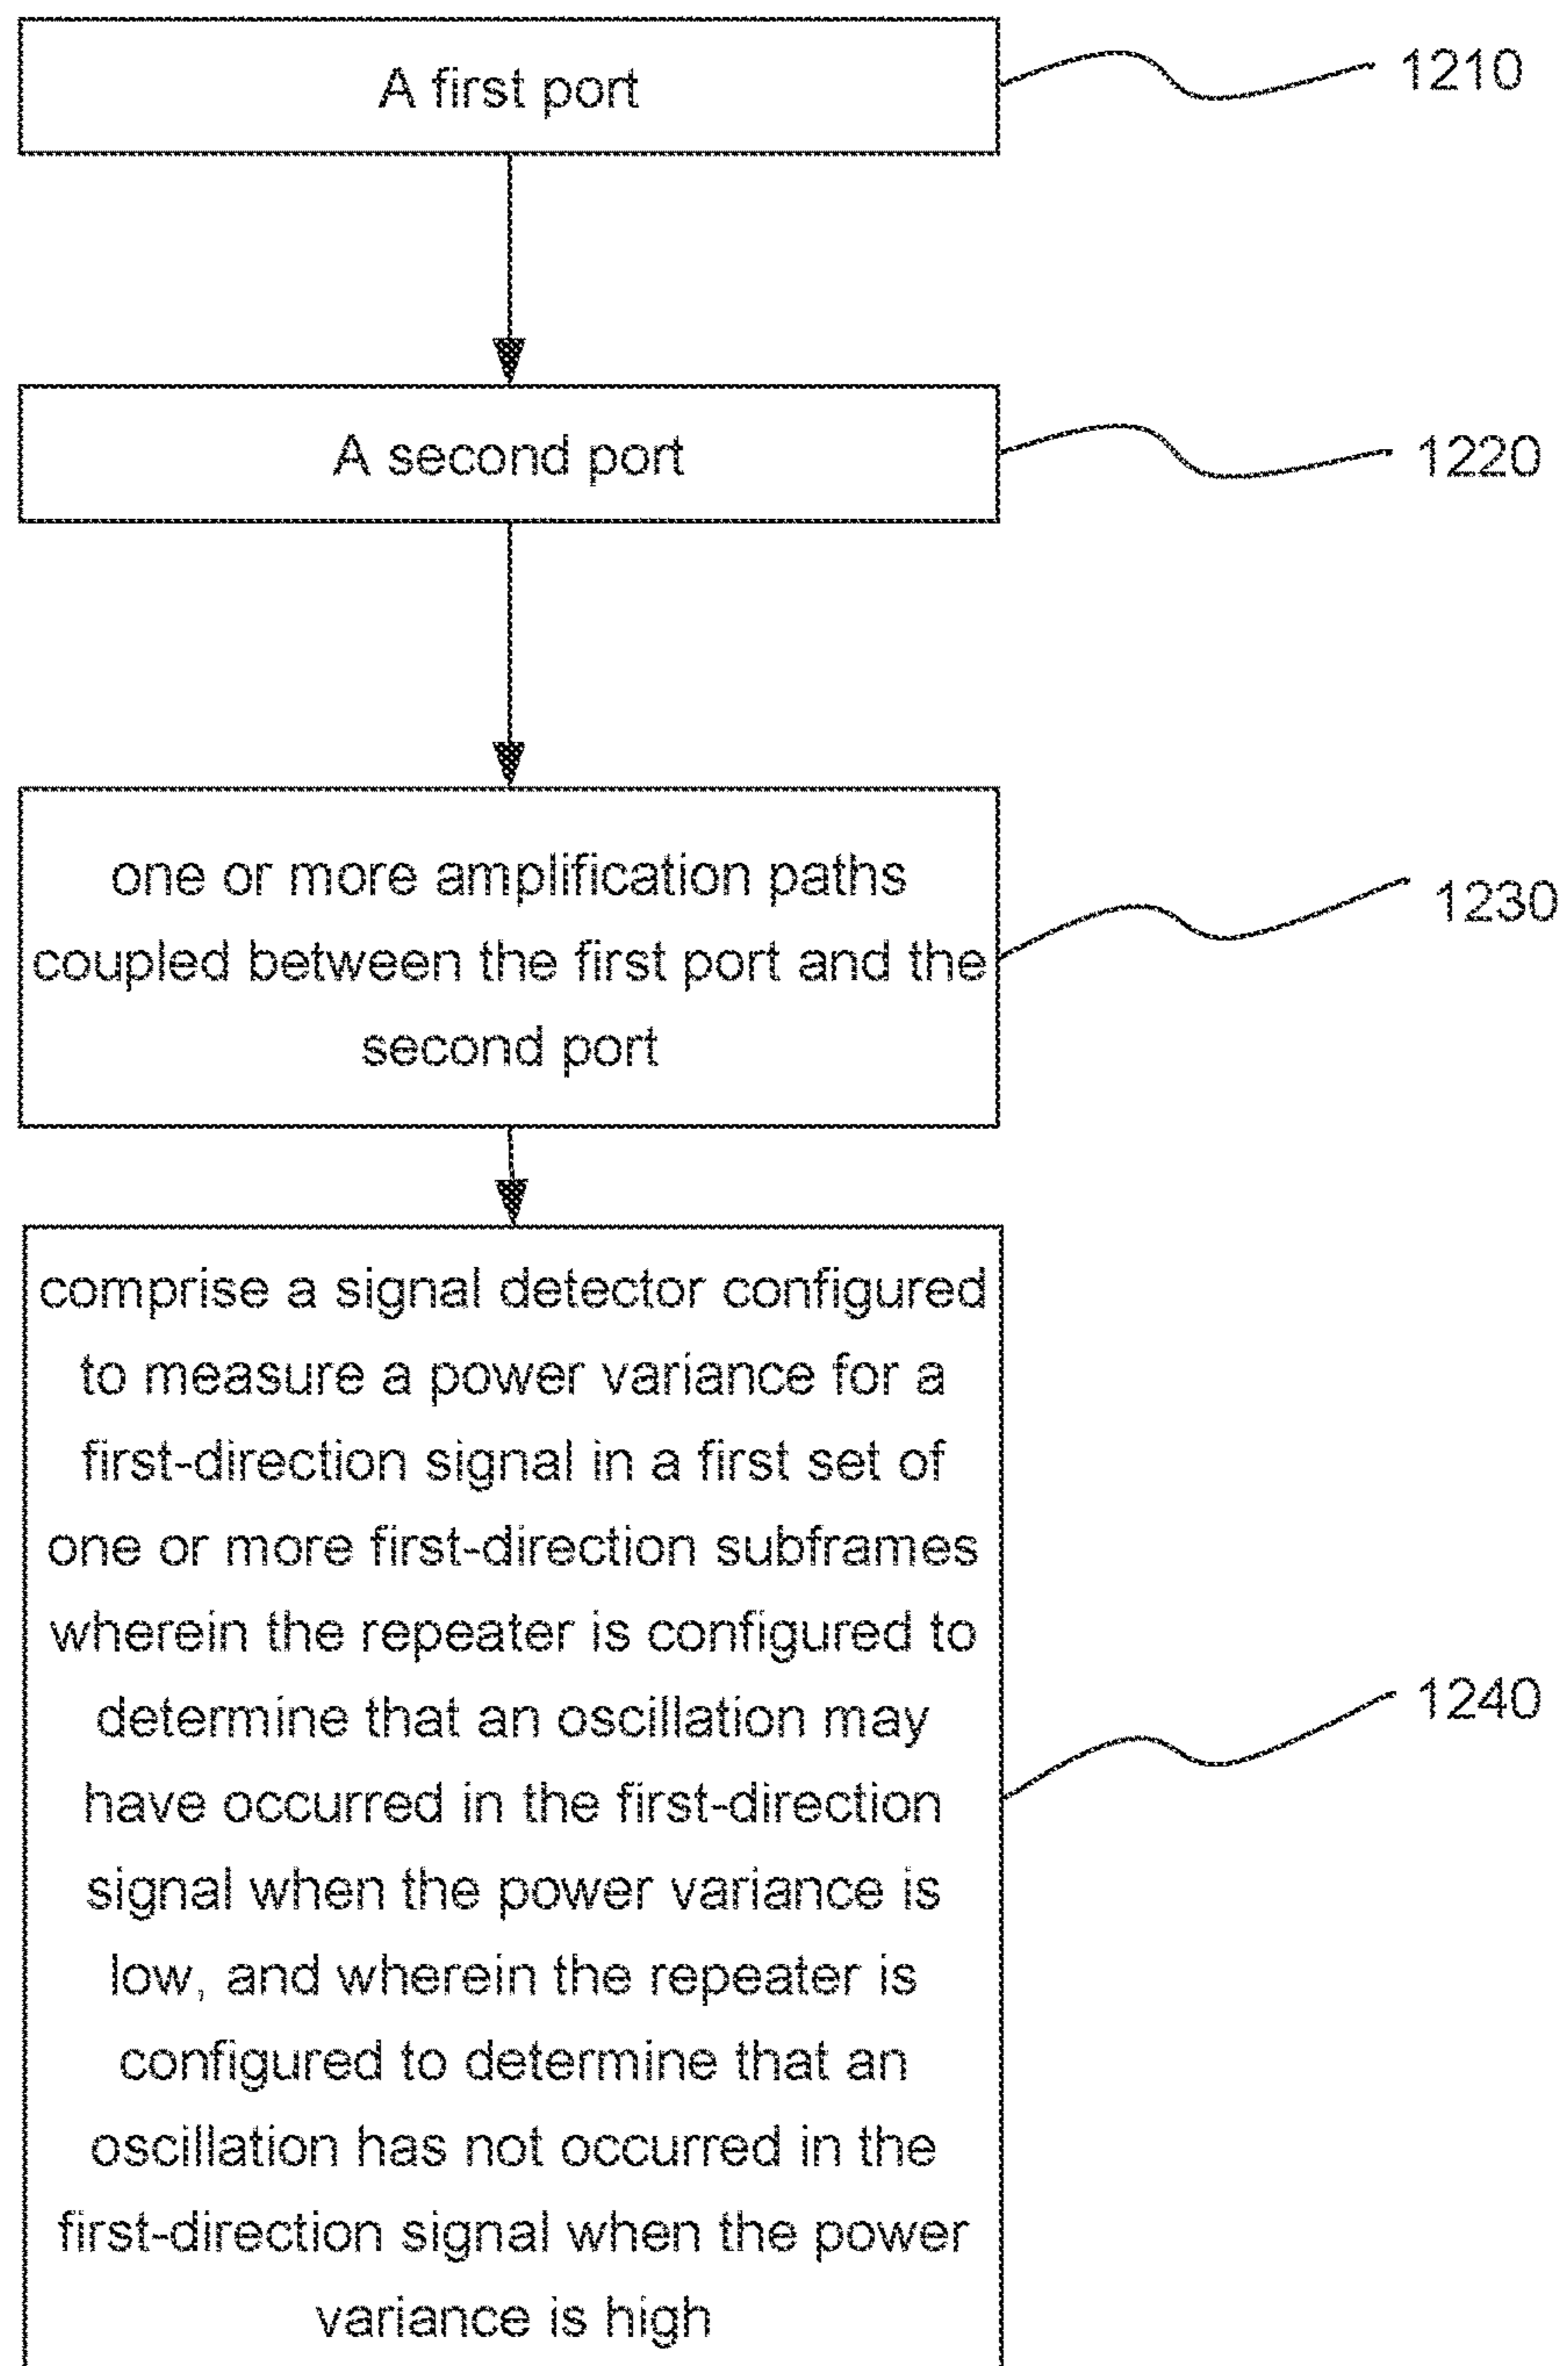 A first port
1210
A second port
1220
one or more amplification paths
coupled between the first port and the
second port
1230
comprise a signal detector configured
to measure a power variance for a
first-direction signal in a first set of
one or more first-direction subframes
wherein the repeater is configured to
determine that an oscillation may
have occurred in the first-direction
signal when the power variance is
low, and wherein the repeater is
configured to determine that an
oscillation has not occurred in the
first-direction signal when the power
variance is high
1240